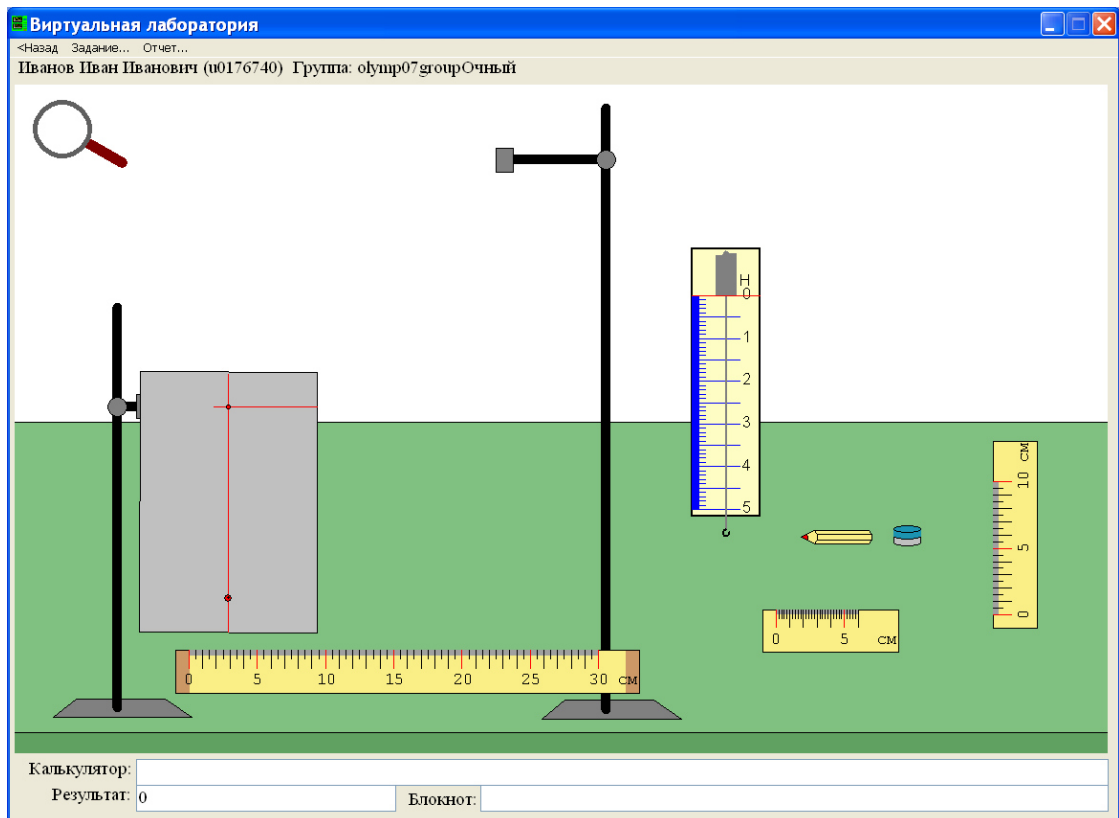 Виртуальная лаборатория
<Назад Задание... Отчет...
Иванов Иван Иванович (u0176740) Группа: olymp07groupОчный
Н
0
1
2
3
4
5
0 5 10 см
0 5 см
0 5 10 15 20 25 30 см
Калькулятор:
Результат: 0 Блокнот: